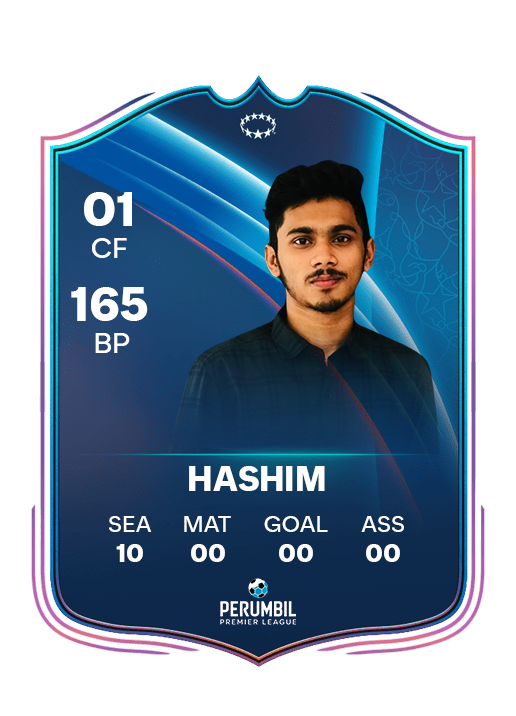 01
CF
165
BP
HASHIM
SEA MAT GOAL ASS
10 00 00 00
PERUMBIL
PREMIER LEAGUE